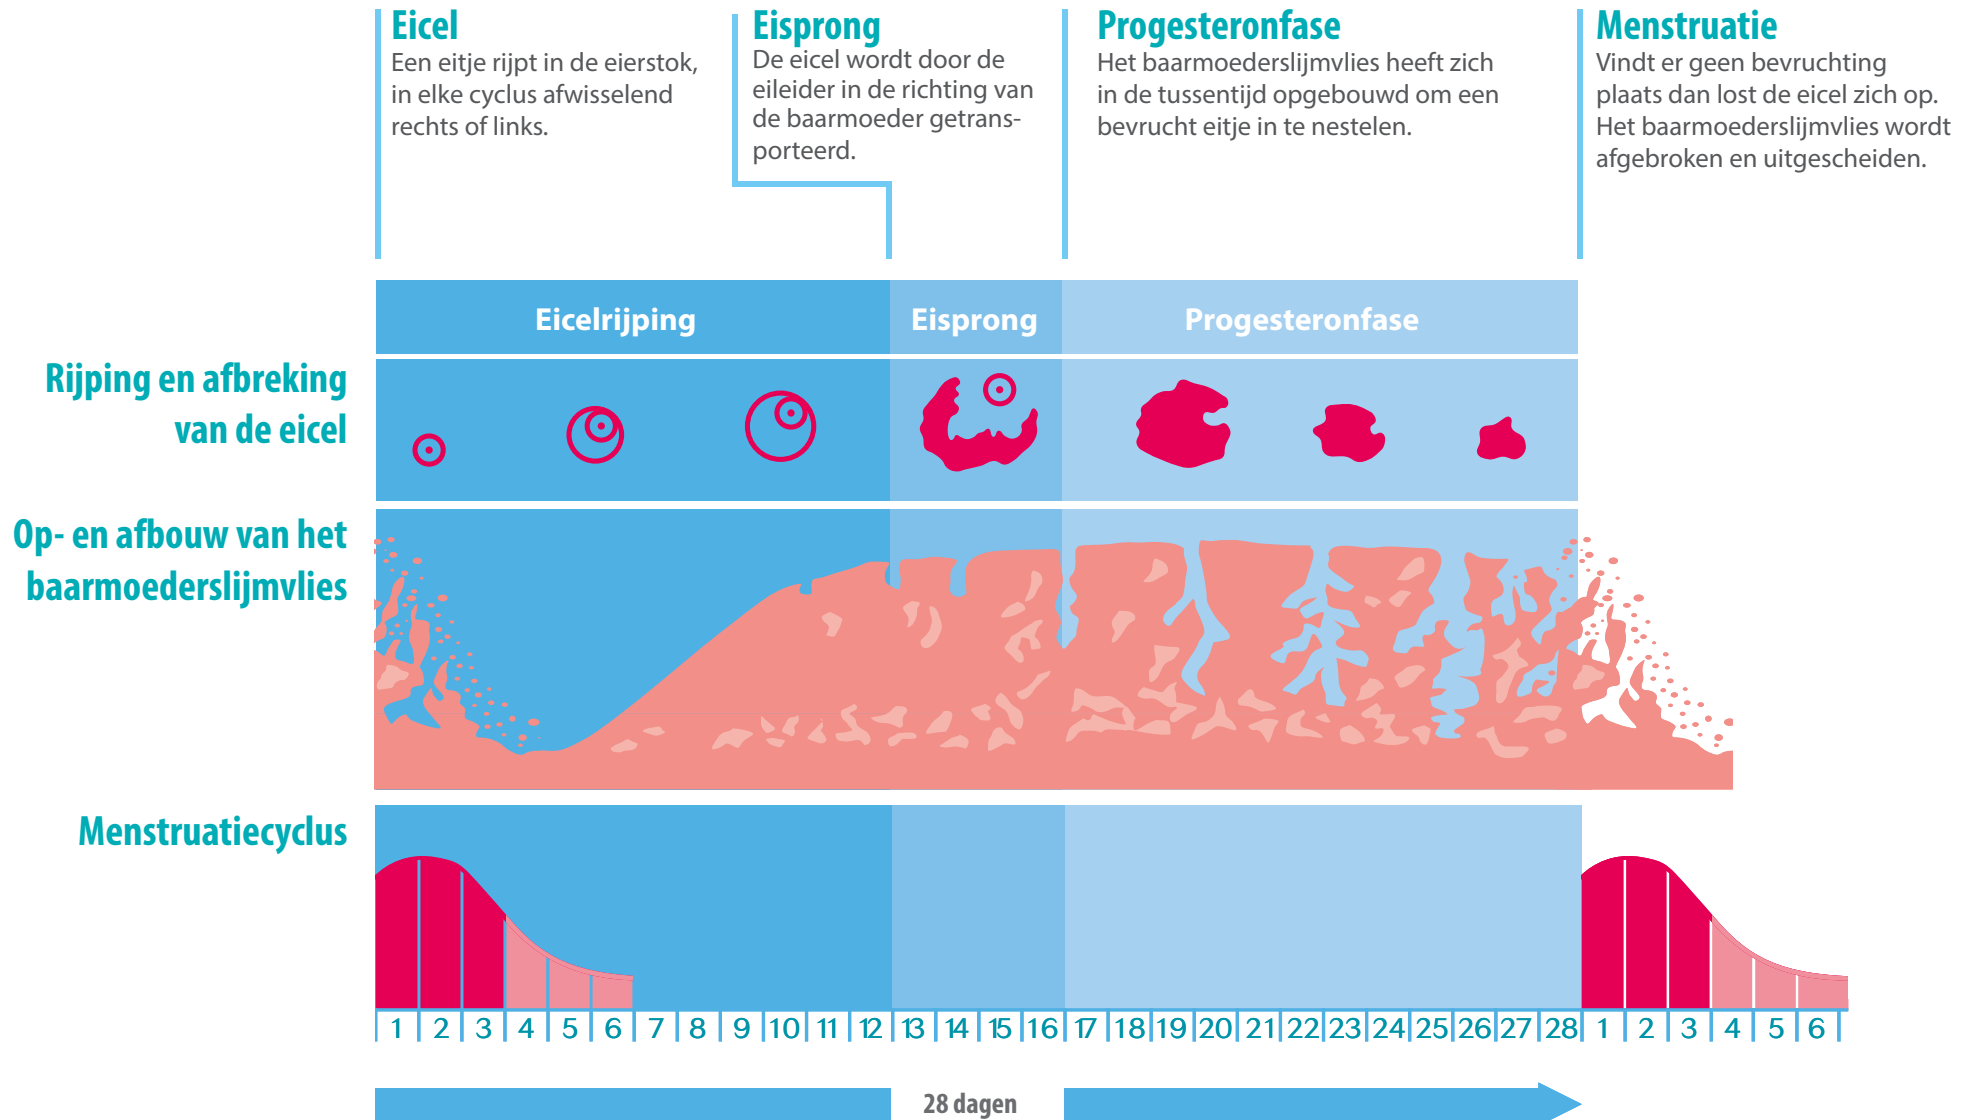 Eicel
Een eitje rijpt in de eierstok,
in elke cyclus afwisselend
rechts of links.
Eisprong
De eicel wordt door de
eileider in de richting van
de baarmoeder getrans-
porteerd.
Progesteronfase
Het baarmoederslijmvlies heeft zich
in de tussentijd opgebouwd om een
bevrucht eitje in te nestelen.
Menstruatie
Vindt er geen bevruchting
plaats dan lost de eicel zich op.
Het baarmoederslijmvlies wordt
afgebroken en uitgescheiden.
Eicelrijping Eisprong Progesteronfase
Rijping en afbreking
van de eicel
Op- en afbouw van het
baarmoederslijmvlies
Menstruatiecyclus
1 2 3 4 5 6 7 8 9 10 11 12 13 14 15 16 17 18 19 20 21 22 23 24 25 26 27 28 1 2 3 4 5 6
28 dagen